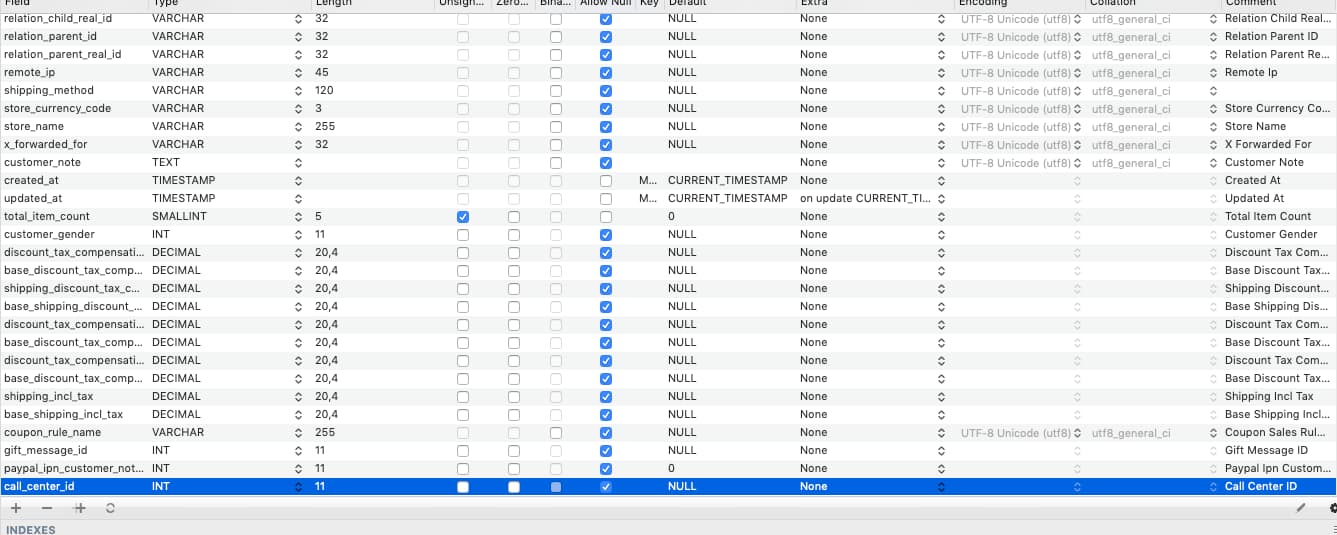 Field Type Length Unsign... Zero... Bina... Allow Null Key Default Extra Encoding Collation Comment
relation_child_real_id VARCHAR 32 NULL None UTF-8 Unicode (utf8) utf8_general_ci Relation Child Real...
relation_parent_id VARCHAR 32 NULL None UTF-8 Unicode (utf8) utf8_general_ci Relation Parent ID
relation_parent_real_id VARCHAR 32 NULL None UTF-8 Unicode (utf8) utf8_general_ci Relation Parent Re...
remote_ip VARCHAR 45 NULL None UTF-8 Unicode (utf8) utf8_general_ci Remote Ip
shipping_method VARCHAR 120 NULL None UTF-8 Unicode (utf8) utf8_general_ci
store_currency_code VARCHAR 3 NULL None UTF-8 Unicode (utf8) utf8_general_ci Store Currency Co...
store_name VARCHAR 255 NULL None UTF-8 Unicode (utf8) utf8_general_ci Store Name
x_forwarded_for VARCHAR 32 NULL None UTF-8 Unicode (utf8) utf8_general_ci X Forwarded For
customer_note TEXT None UTF-8 Unicode (utf8) utf8_general_ci Customer Note
created_at TIMESTAMP M... CURRENT_TIMESTAMP None Created At
updated_at TIMESTAMP M... CURRENT_TIMESTAMP on update CURRENT_TI... Updated At
total_item_count SMALLINT 5 0 None Total Item Count
customer_gender INT 11 NULL None Customer Gender
discount_tax_compensati... DECIMAL 20,4 NULL None Discount Tax Com...
base_discount_tax_comp... DECIMAL 20,4 NULL None Base Discount Tax...
shipping_discount_tax_c... DECIMAL 20,4 NULL None Shipping Discount...
base_shipping_discount_... DECIMAL 20,4 NULL None Base Shipping Dis...
discount_tax_compensati... DECIMAL 20,4 NULL None Discount Tax Com...
base_discount_tax_comp... DECIMAL 20,4 NULL None Base Discount Tax...
discount_tax_compensati... DECIMAL 20,4 NULL None Discount Tax Com...
base_discount_tax_comp... DECIMAL 20,4 NULL None Base Discount Tax...
shipping_incl_tax DECIMAL 20,4 NULL None Shipping Incl Tax
base_shipping_incl_tax DECIMAL 20,4 NULL None Base Shipping Incl...
coupon_rule_name VARCHAR 255 NULL None UTF-8 Unicode (utf8) utf8_general_ci Coupon Sales Rul...
gift_message_id INT 11 NULL None Gift Message ID
paypal_ipn_customer_not... INT 11 0 None Paypal Ipn Custom...
call_center_id INT 11 NULL None Call Center ID
INDEXES